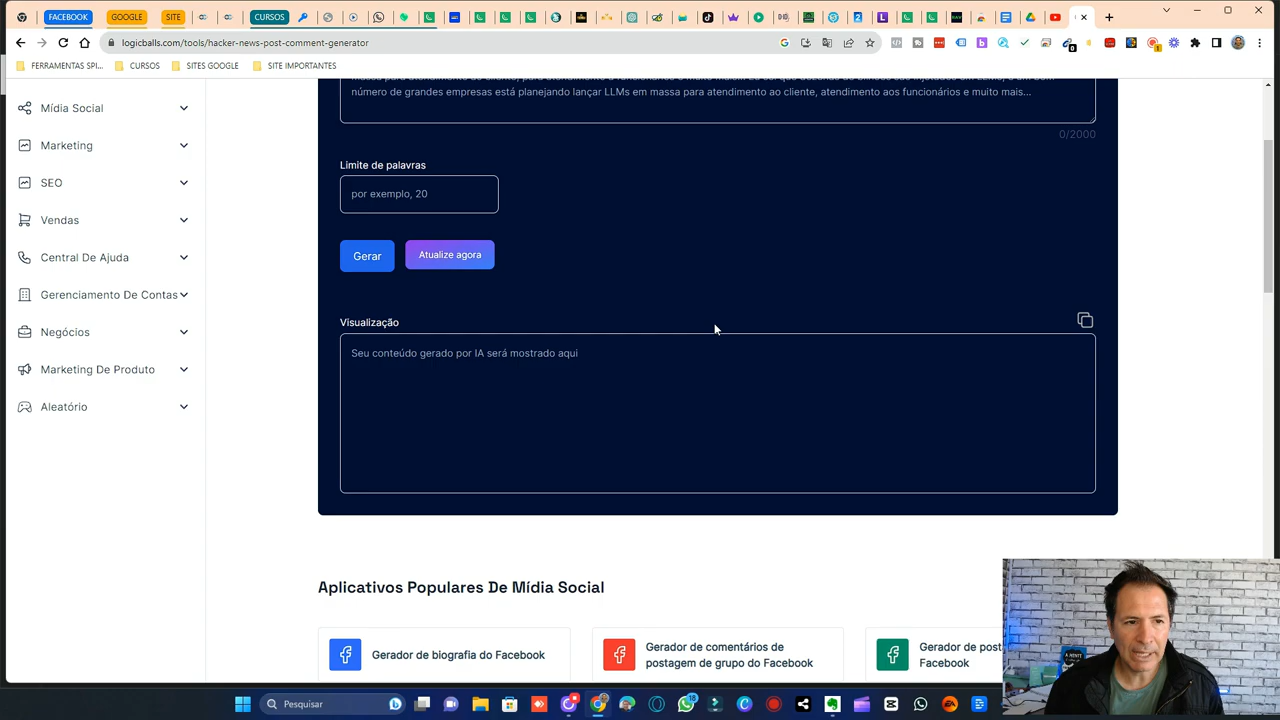 FACEBOOK
GOOGLE
SITE
CURSOS
logicballs.com/tools/hacker-news-post-comment-generator
FERRAMENTAS SPI...
CURSOS
SITES GOOGLE
SITE IMPORTANTES
Mídia Social
Marketing
SEO
Vendas
Central De Ajuda
Gerenciamento De Contas
Negócios
Marketing De Produto
Aleatório
número de grandes empresas está planejando lançar LLMs em massa para atendimento ao cliente, atendimento aos funcionários e muito mais...
0/2000
Limite de palavras
por exemplo, 20
Gerar
Atualize agora
Visualização
Seu conteúdo gerado por IA será mostrado aqui
Aplicativos Populares De Mídia Social
Gerador de biografia do Facebook
Gerador de comentários de
postagem de grupo do Facebook
Gerador de post
Facebook
Pesquisar
18